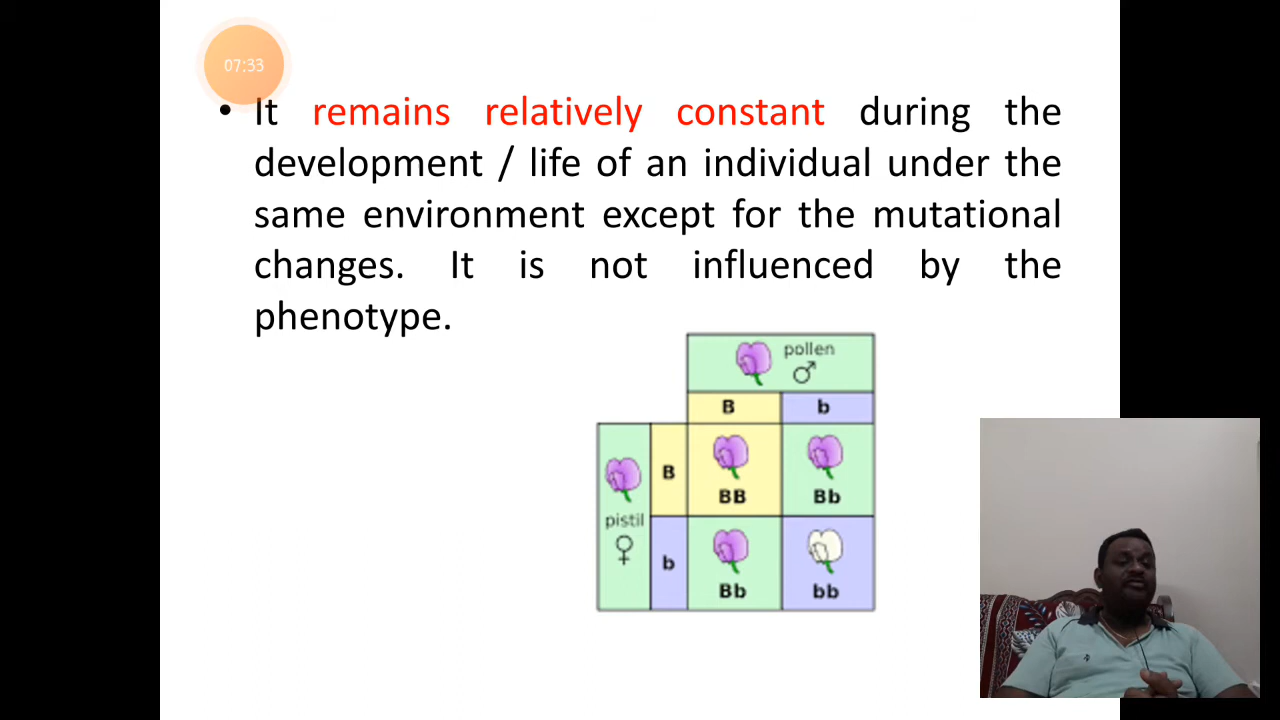 07:33
• It remains relatively constant during the
development / life of an individual under the
same environment except for the mutational
changes. It is not influenced by the
phenotype.
pollen
♂
B b
B
BB Bb
pistil
♀
b
Bb bb